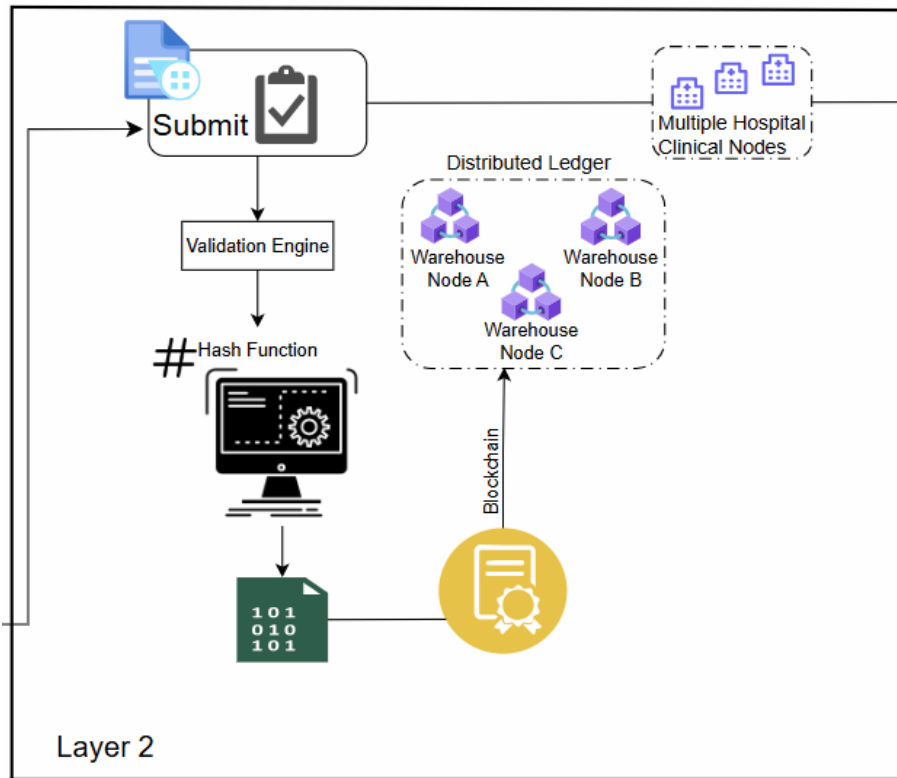 Submit
Multiple Hospital
Clinical Nodes
Distributed Ledger
Warehouse
Node A
Warehouse
Node B
Warehouse
Node C
Validation Engine
#Hash Function
Blockchain
101
010
101
Layer 2